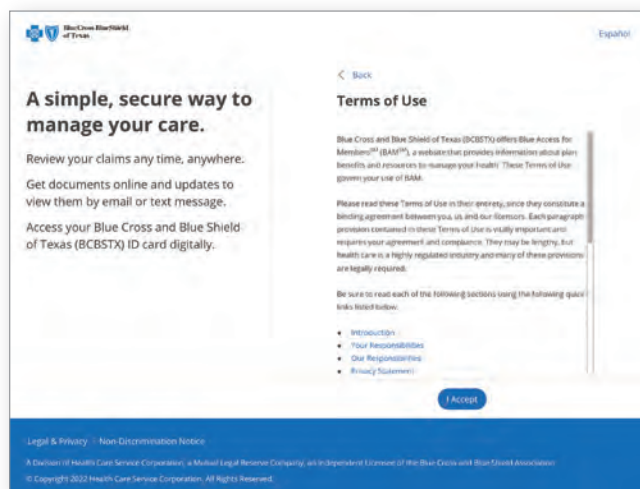 BlueCross BlueShield
of Texas
Español
A simple, secure way to
manage your care.
Review your claims any time, anywhere.
Get documents online and updates to
view them by email or text message.
Access your Blue Cross and Blue Shield
of Texas (BCBSTX) ID card digitally.
< Back
Terms of Use
Blue Cross and Blue Shield of Texas (BCBSTX) offers Blue Access for
Members℠ (BAM℠), a website that provides information about plan
benefits and resources to manage your health. These Terms of Use
govern your use of BAM.
Please read these Terms of Use in their entirety, since they constitute a
binding agreement between you, us and our licensors. Each paragraph
provision contained in these Terms of Use is vitally important and
requires your agreement and compliance. They may be lengthy, but
health care is a highly regulated industry and many of these provisions
are legally required.
Be sure to read each of the following sections using the following quick
links listed below.
• Introduction
• Your Responsibilities
• Our Responsibilities
• Privacy Statement
I Accept
Legal & Privacy | Non-Discrimination Notice
A Division of Health Care Service Corporation, a Mutual Legal Reserve Company, an Independent Licensee of the Blue Cross and Blue Shield Association
© Copyright 2022 Health Care Service Corporation. All Rights Reserved.